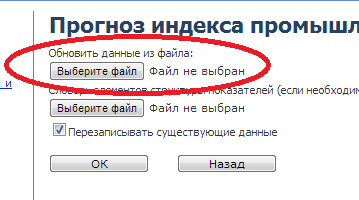 Прогноз индекса промышл
Обновить данные из файла:
Выберите файл Файл не выбран
элементов структуры показателей (если необходим
и
Выберите файл Файл не выбран
Перезаписывать существующие данные
ОК Назад